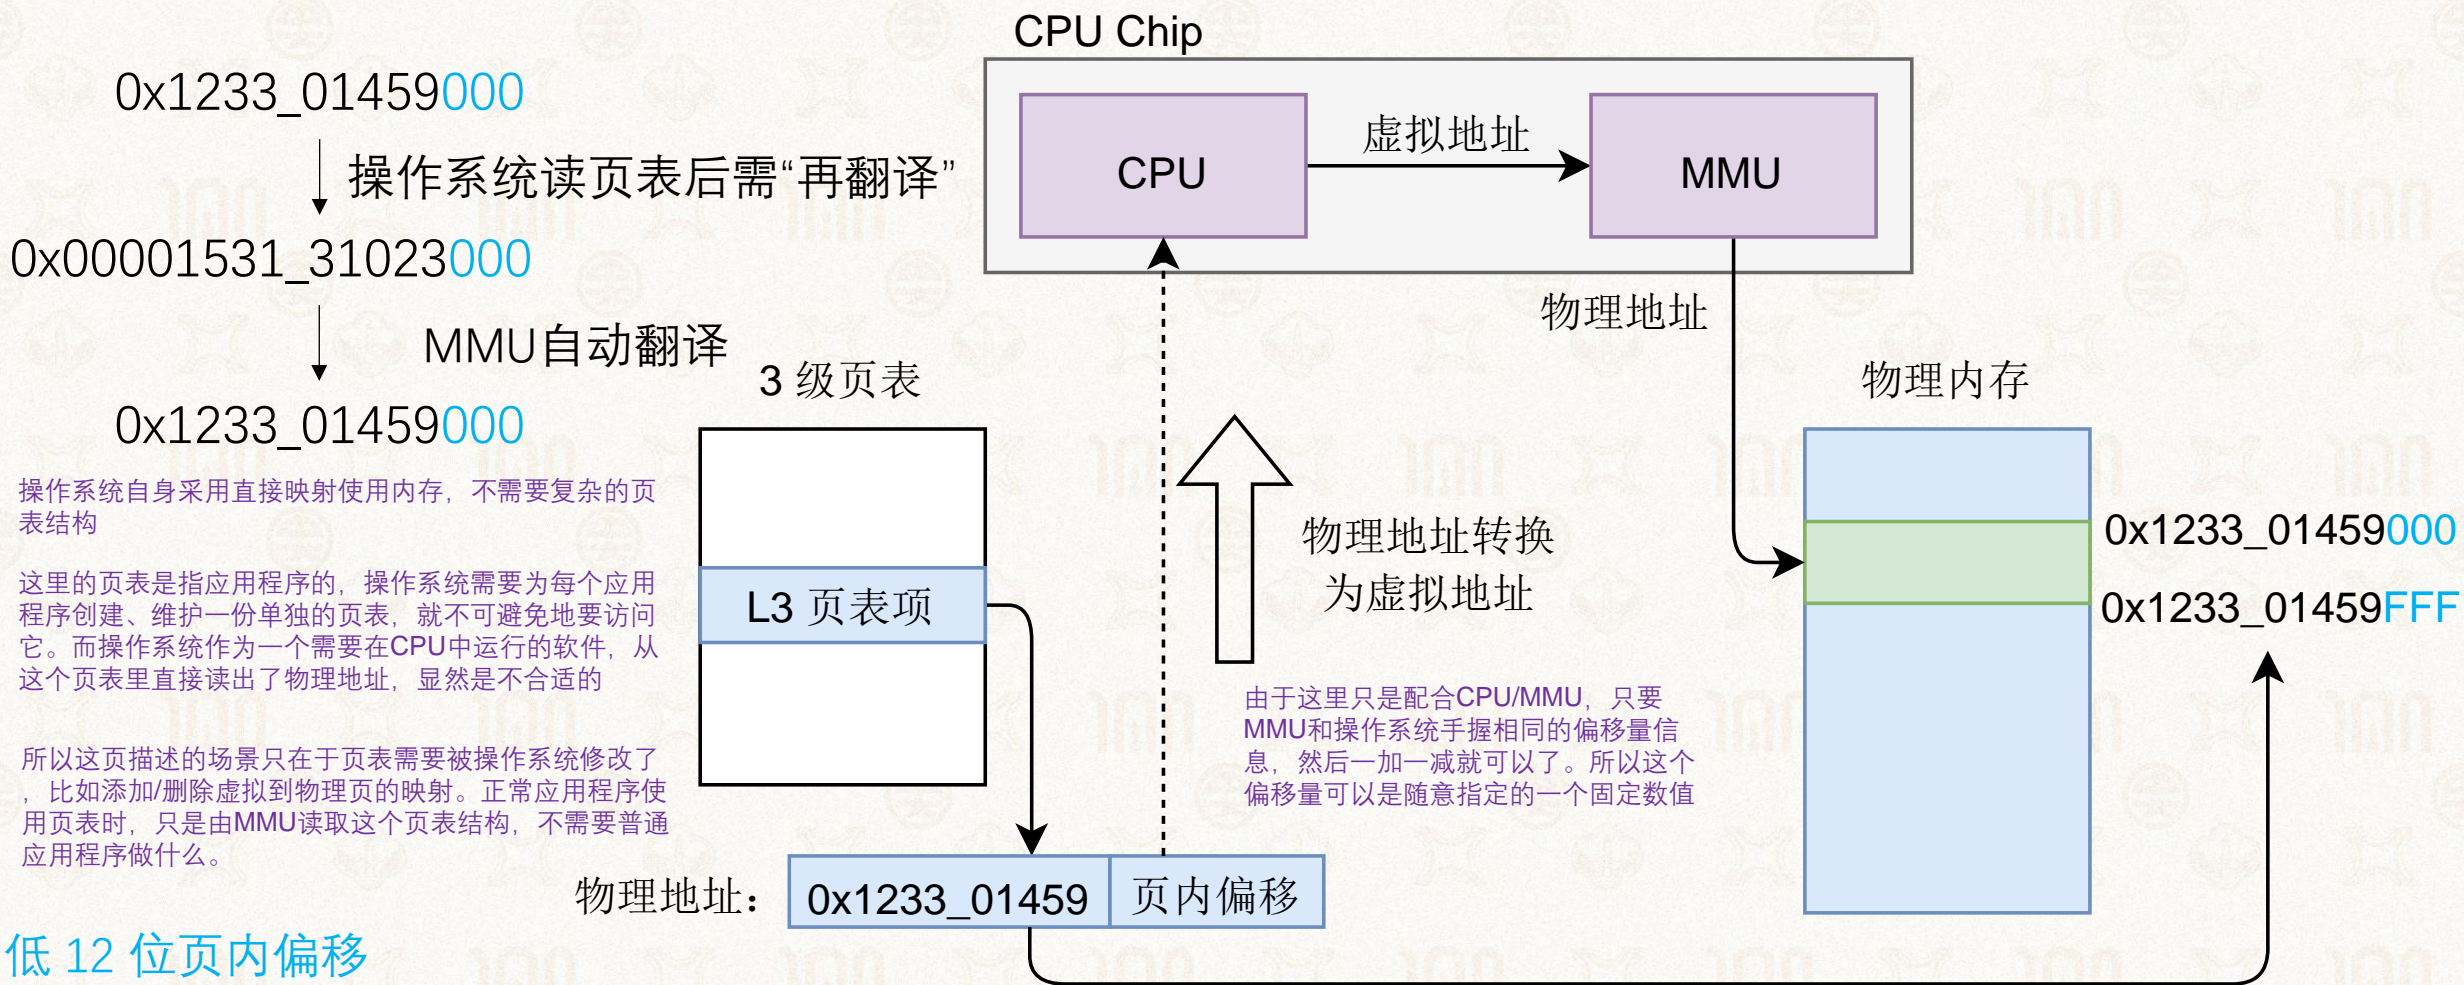 CPU Chip
0x1233_01459000
操作系统读页表后需“再翻译”
0x00001531_31023000
MMU自动翻译
0x1233_01459000
操作系统自身采用直接映射使用内存，不需要复杂的页
表结构
这里的页表是指应用程序的，操作系统需要为每个应用
程序创建、维护一份单独的页表，就不可避免地要访问
它。而操作系统作为一个需要在CPU中运行的软件，从
这个页表里直接读出了物理地址，显然是不合适的
所以这页描述的场景只在于页表需要被操作系统修改了
，比如添加/删除虚拟到物理页的映射。正常应用程序使
用页表时，只是由MMU读取这个页表结构，不需要普通
应用程序做什么。
低 12 位页内偏移
CPU
虚拟地址
MMU
物理地址
3 级页表
L3 页表项
物理地址：
0x1233_01459
页内偏移
物理地址转换
为虚拟地址
由于这里只是配合CPU/MMU，只要
MMU和操作系统手握相同的偏移量信
息，然后一加一减就可以了。所以这个
偏移量可以是随意指定的一个固定数值
物理内存
0x1233_01459000
0x1233_01459FFF